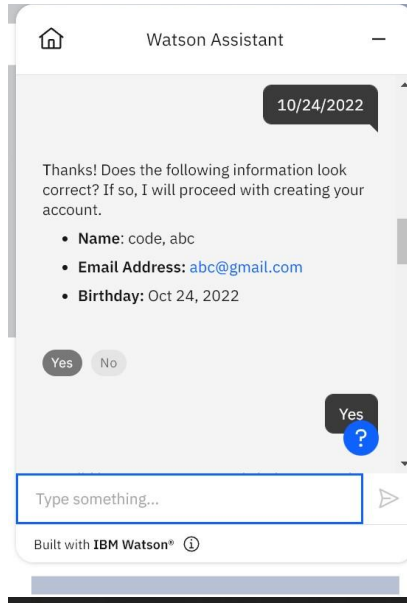 Watson Assistant
10/24/2022
Thanks! Does the following information look
correct? If so, I will proceed with creating your
account.
• Name: code, abc
• Email Address: abc@gmail.com
• Birthday: Oct 24, 2022
Yes No
Yes
?
Type something...
Built with IBM Watson®